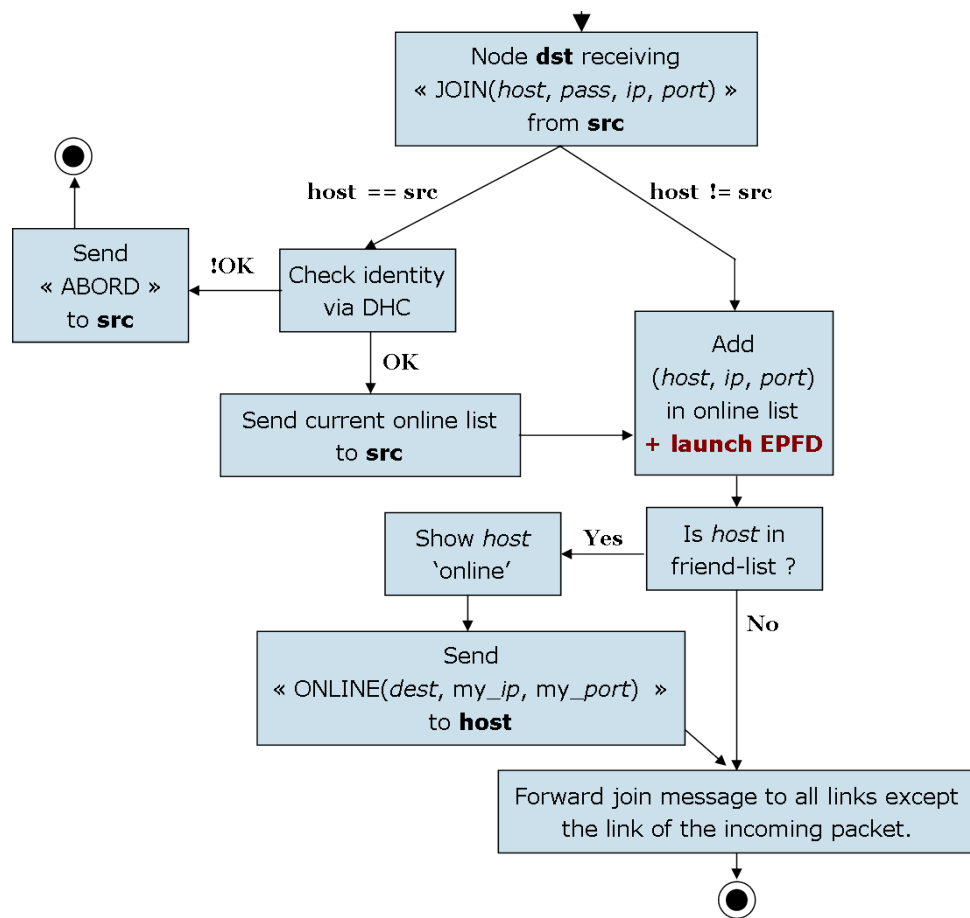 Node dst receiving
« JOIN(host, pass, ip, port) »
from src
host == src
host != src
Send
« ABORD »
to src
!OK
Check identity
via DHC
OK
Add
(host, ip, port)
in online list
+ launch EPFD
Send current online list
to src
Show host
‘online’
Yes
Is host in
friend-list ?
No
Send
« ONLINE(dest, my_ip, my_port) »
to host
Forward join message to all links except
the link of the incoming packet.